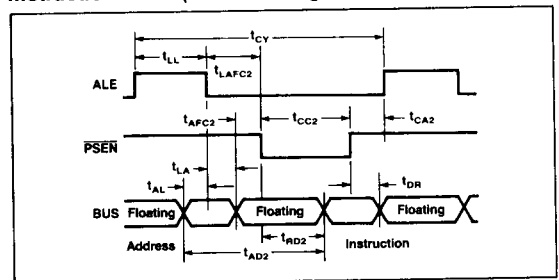 tCY
tLL
tLAFC2
ALE
tAFC2
tCC2
tCA2
PSEN
tLA
tAL
tDR
BUS
Floating
Floating
Floating
Address
tRD2
Instruction
tAD2